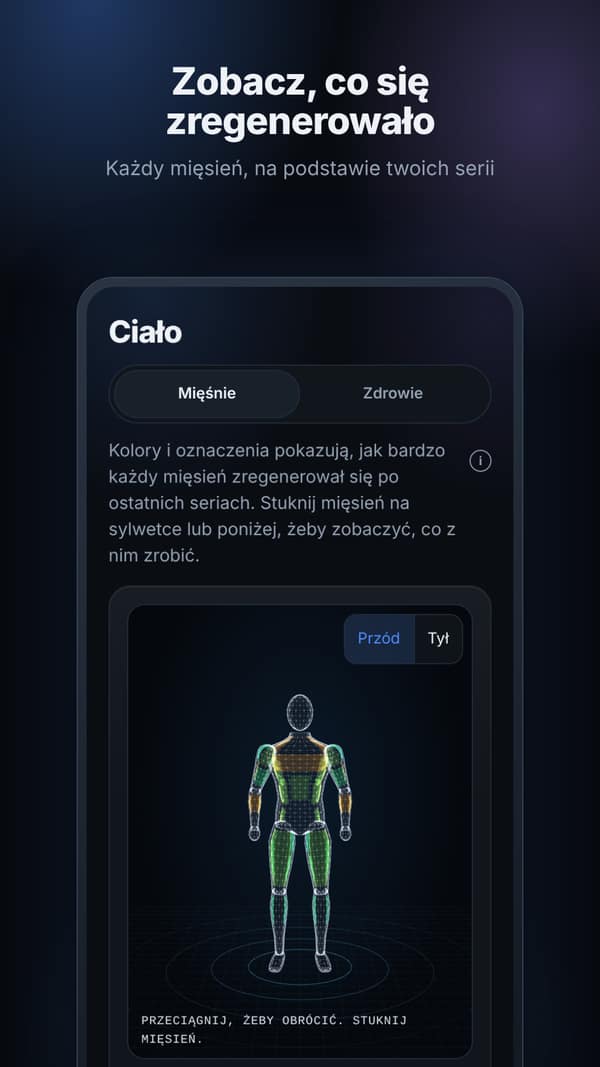 Zobacz, co się
zregenerowało
Każdy mięsień, na podstawie twoich serii
Ciało
Mięśnie
Zdrowie
Kolory i oznaczenia pokazują, jak bardzo
każdy mięsień zregenerował się po
ostatnich seriach. Stuknij mięsień na
sylwetce lub poniżej, żeby zobaczyć, co z
nim zrobić.
i
Przód
Tył
PRZECIĄGNIJ, ŻEBY OBRÓCIĆ. STUKNIJ
MIĘSIEŃ.